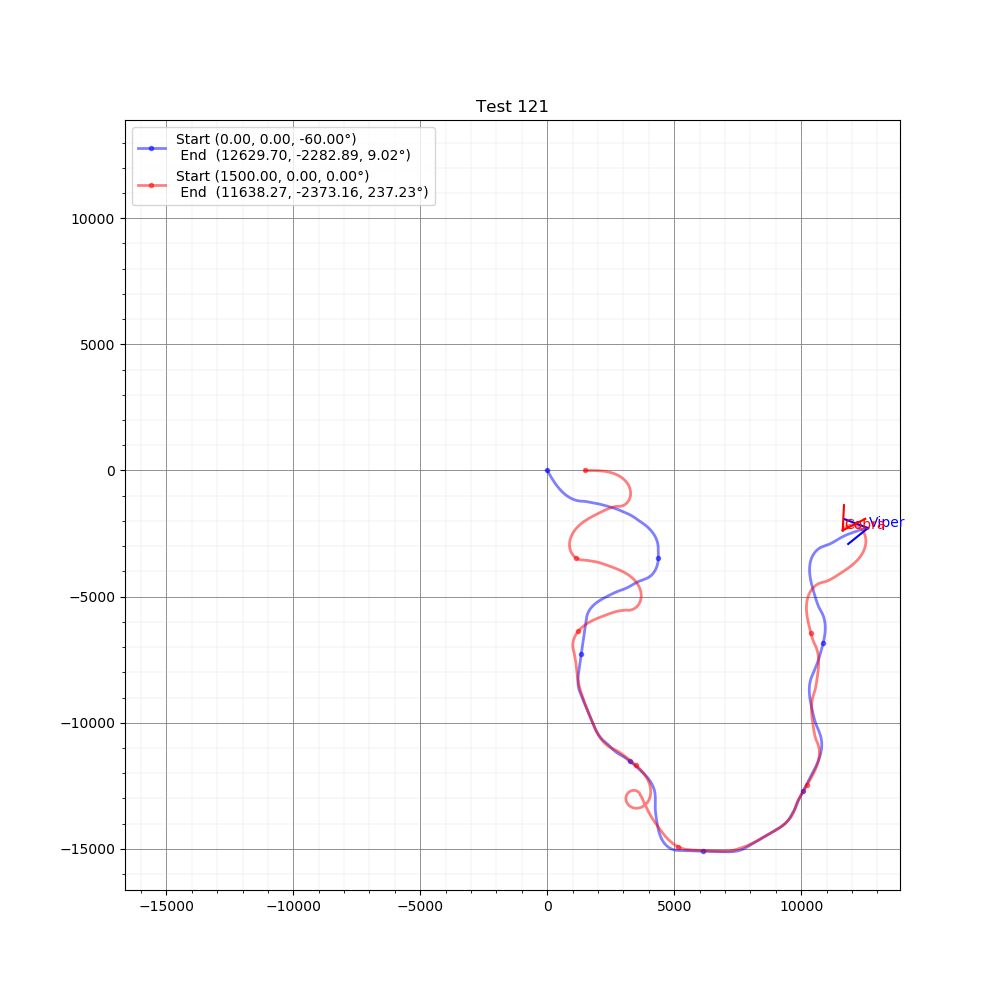 Test 121
Start (0.00, 0.00, -60.00°)
End (12629.70, -2282.89, 9.02°)
Start (1500.00, 0.00, 0.00°)
End (11638.27, -2373.16, 237.23°)
10000
5000
0
−5000
−10000
−15000
Viper
Cobra
−15000 −10000 −5000 0 5000 10000